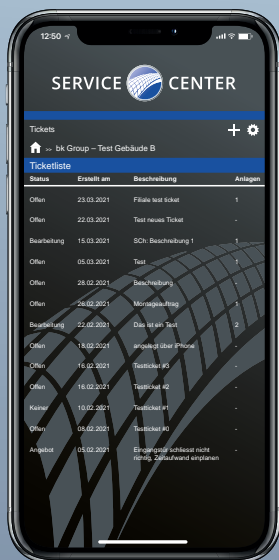 12:50
SERVICE CENTER
Tickets
>> bk Group – Test Gebäude B
Ticketliste
Status Erstellt am Beschreibung Anlagen
Offen 23.03.2021 Filiale test ticket 1
Offen 22.03.2021 Test neues Ticket -
Bearbeitung 15.03.2021 SCh: Beschreibung 1 1
Offen 05.03.2021 Test 1
Offen 28.02.2021 Beschreibung -
Offen 26.02.2021 Montageauftrag 1
Bearbeitung 22.02.2021 Das ist ein Test 2
Offen 18.02.2021 angelegt über iPhone -
Offen 16.02.2021 Testticket #3 -
Offen 16.02.2021 Testticket #2 -
Keiner 10.02.2021 Testticket #1 -
Offen 08.02.2021 Testticket #0 -
Angebot 05.02.2021 Eingangstür schliesst nicht -
richtig, Zeitaufwand einplanen